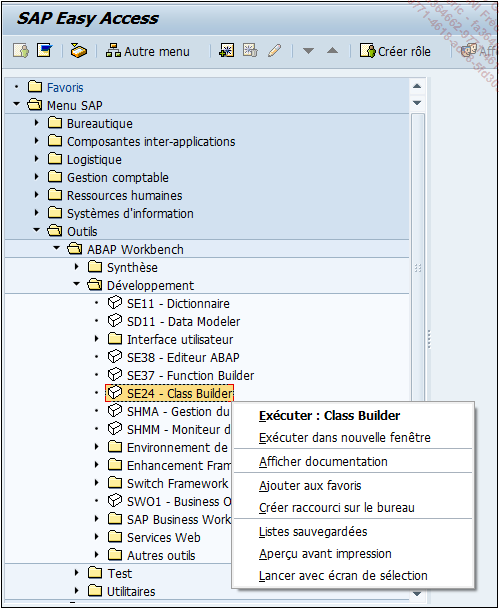 SAP Easy Access
Autre menu
Créer rôle
Favoris
Menu SAP
Bureautique
Composantes inter-applications
Logistique
Gestion comptable
Ressources humaines
Systèmes d'information
Outils
ABAP Workbench
Synthèse
Développement
SE11 - Dictionnaire
SD11 - Data Modeler
Interface utilisateur
SE38 - Editeur ABAP
SE37 - Function Builder
SE24 - Class Builder
SHMA - Gestion du
SHMM - Moniteur d
Environnement de
Enhancement Fram
Switch Framework
SWO1 - Business O
SAP Business Work
Services Web
Autres outils
Test
Utilitaires
Exécuter : Class Builder
Exécuter dans nouvelle fenêtre
Afficher documentation
Ajouter aux favoris
Créer raccourci sur le bureau
Listes sauvegardées
Aperçu avant impression
Lancer avec écran de sélection